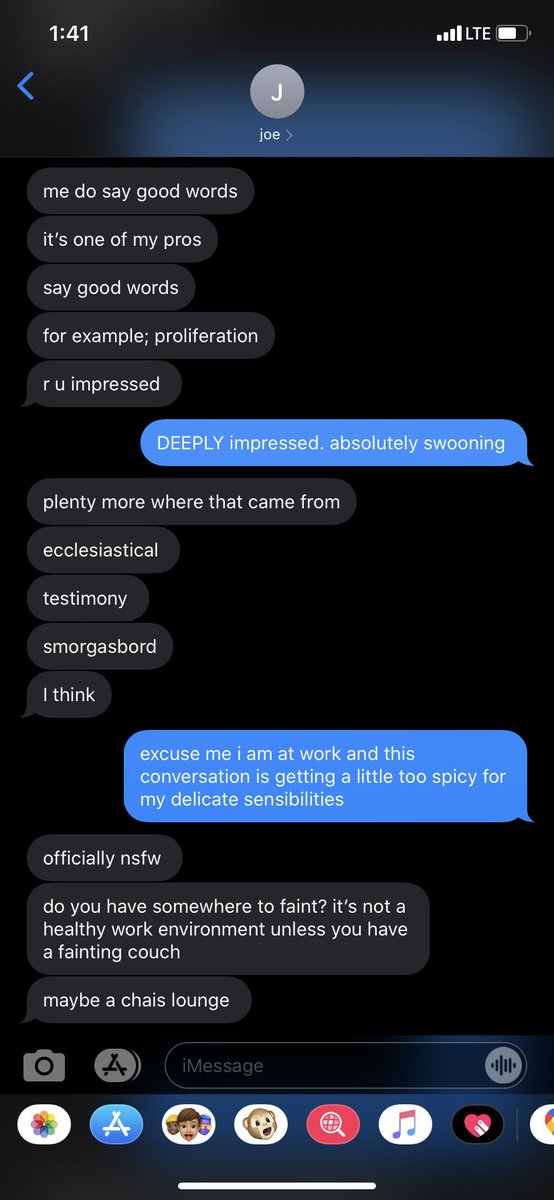 1:41
LTE
J
joe
me do say good words
it’s one of my pros
say good words
for example; proliferation
r u impressed
DEEPLY impressed. absolutely swooning
plenty more where that came from
ecclesiastical
testimony
smorgasbord
I think
excuse me i am at work and this
conversation is getting a little too spicy for
my delicate sensibilities
officially nsfw
do you have somewhere to faint? it’s not a
healthy work environment unless you have
a fainting couch
maybe a chais lounge
iMessage